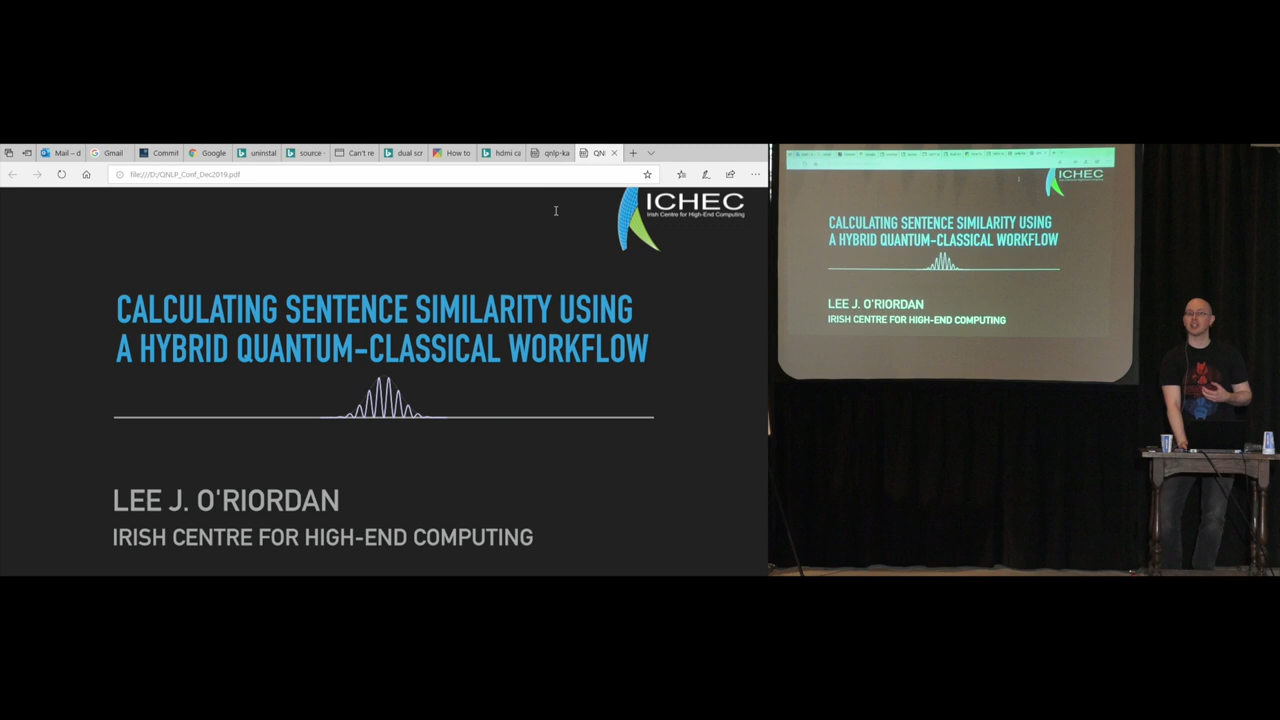 Mail – d
Gmail
Commit
Google
uninstal
source -
Can't re
dual scr
How to
hdmi ca
qnlp-ka
QNI
file:///D:/QNLP_Conf_Dec2019.pdf
ICHEC
Irish Centre for High-End Computing
CALCULATING SENTENCE SIMILARITY USING
A HYBRID QUANTUM-CLASSICAL WORKFLOW
LEE J. O'RIORDAN
IRISH CENTRE FOR HIGH-END COMPUTING
ICHEC
CALCULATING SENTENCE SIMILARITY USING
A HYBRID QUANTUM-CLASSICAL WORKFLOW
LEE J. O'RIORDAN
IRISH CENTRE FOR HIGH-END COMPUTING